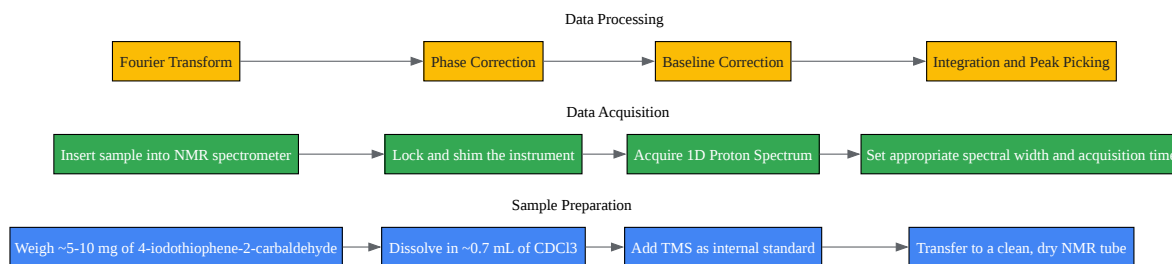 Data Processing
Fourier Transform
Phase Correction
Baseline Correction
Integration and Peak Picking
Data Acquisition
Insert sample into NMR spectrometer
Lock and shim the instrument
Acquire 1D Proton Spectrum
Set appropriate spectral width and acquisition time
Sample Preparation
Weigh ~5-10 mg of 4-iodothiophene-2-carbaldehyde
Dissolve in ~0.7 mL of CDCl3
Add TMS as internal standard
Transfer to a clean, dry NMR tube